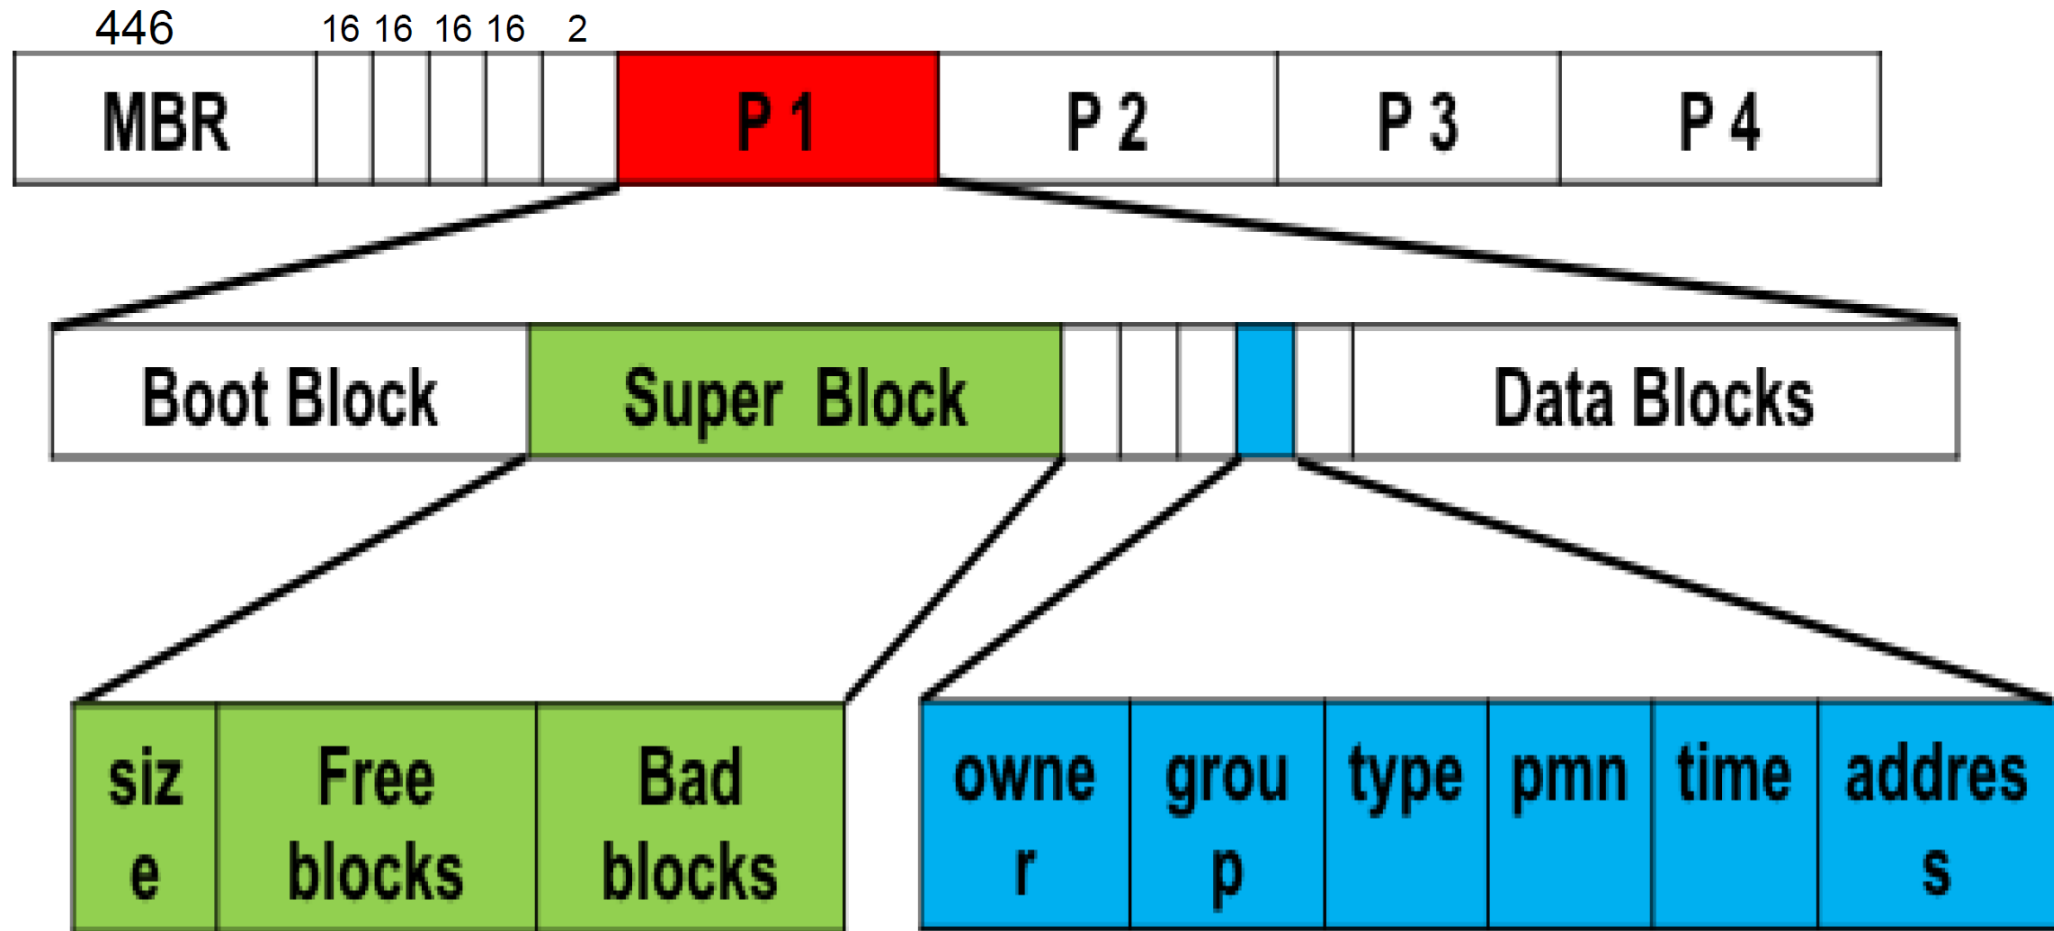 446 16 16 16 16 2
MBR P 1 P 2 P 3 P 4
Boot Block Super Block Data Blocks
siz
e
Free
blocks
Bad
blocks
owne
r
grou
p
type
pmn
time
addres
s